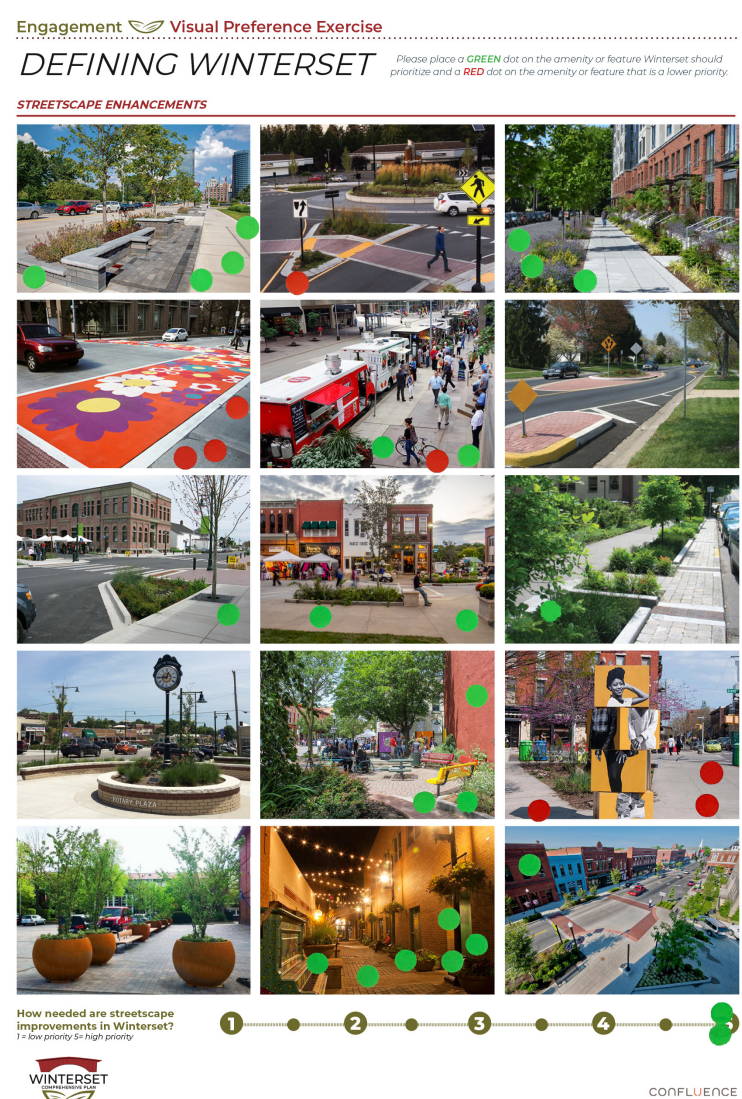 Engagement Visual Preference Exercise
DEFINING WINTERSET
Please place a GREEN dot on the amenity or feature Winterset should
prioritize and a RED dot on the amenity or feature that is a lower priority.
STREETSCAPE ENHANCEMENTS
ROTARY PLAZA
How needed are streetscape
improvements in Winterset?
1 = low priority 5= high priority
1 2 3 4
WINTERSET
COMPREHENSIVE PLAN
CONFLUENCE